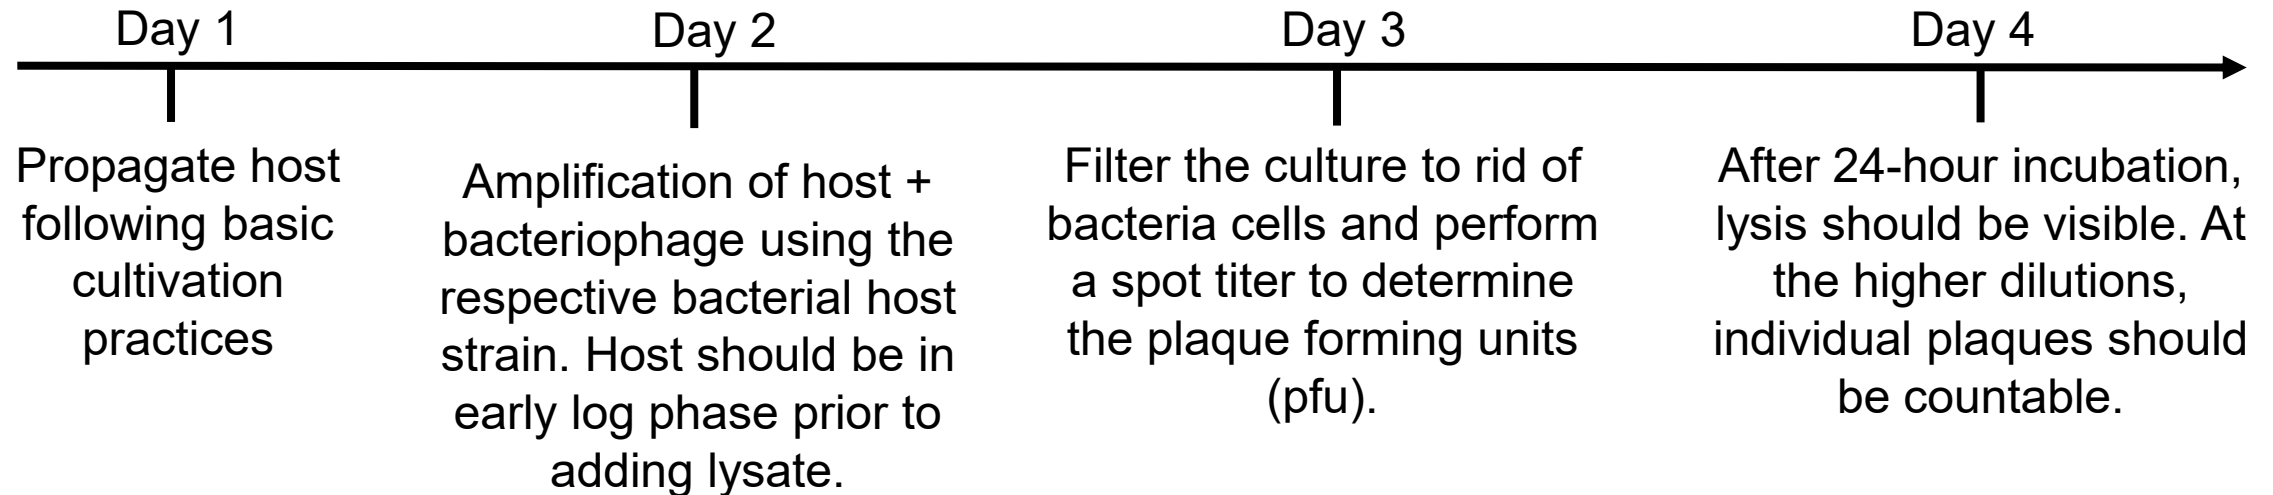 Day 1
Propagate host
following basic
cultivation
practices
Day 2
Amplification of host +
bacteriophage using the
respective bacterial host
strain. Host should be in
early log phase prior to
adding lysate.
Day 3
Filter the culture to rid of
bacteria cells and perform
a spot titer to determine
the plaque forming units
(pfu).
Day 4
After 24-hour incubation,
lysis should be visible. At
the higher dilutions,
individual plaques should
be countable.